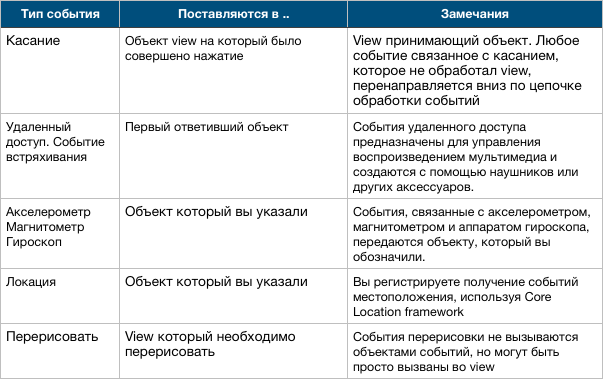 Тип события
Поставляются в ..
Замечания
Касание
Объект view на который было
совершено нажатие
View принимающий объект. Любое
событие связанное с касанием,
которое не обработал view,
перенаправляется вниз по цепочке
обработки событий
Удаленный
доступ. Событие
встряхивания
Первый ответивший объект
События удаленного доступа
предназначены для управления
воспроизведением мультимедиа и
создаются с помощью наушников или
других аксессуаров.
Акселерометр
Магнитометр
Гироскоп
Объект который вы указали
События, связанные с акселерометром,
магнитометром и аппаратом гироскопа,
передаются объекту, который вы
обозначили.
Локация
Объект который вы указали
Вы регистрируете получение событий
местоположения, используя Core
Location framework
Перерисовать
View который необходимо
перерисовать
События перерисовки не вызываются
объектами событий, но могут быть
просто вызваны во view